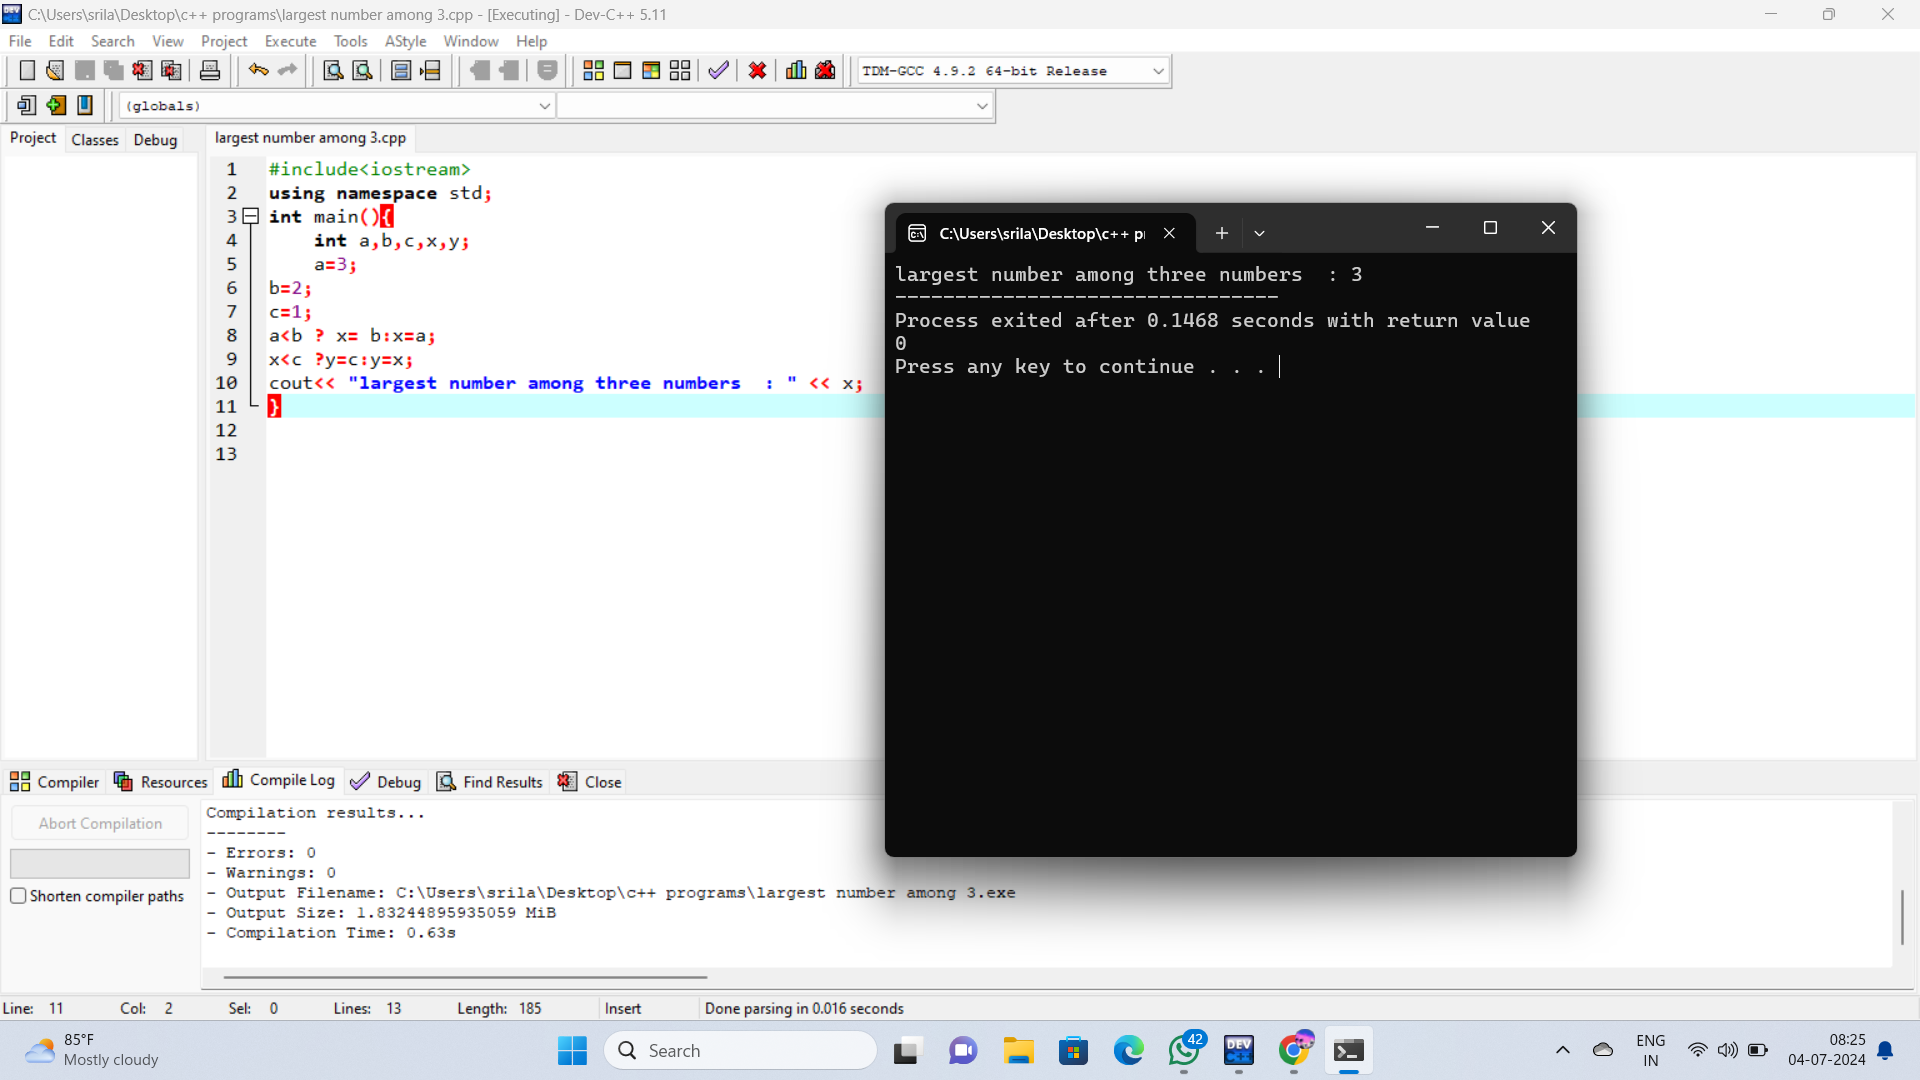 C:\Users\srila\Desktop\c++ programs\largest number among 3.cpp - [Executing] - Dev-C++ 5.11
File Edit Search View Project Execute Tools AStyle Window Help
TDM-GCC 4.9.2 64-bit Release
(globals)
Project Classes Debug
largest number among 3.cpp
1 #include<iostream>
2 using namespace std;
3 int main(){
4 int a,b,c,x,y;
5 a=3;
6 b=2;
7 c=1;
8 a<b ? x= b:x=a;
9 x<c ?y=c:y=x;
10 cout<< "largest number among three numbers  : " << x;
11 }
12
13
C:\Users\srila\Desktop\c++ pr
largest number among three numbers  : 3
--------------------------------
Process exited after 0.1468 seconds with return value
0
Press any key to continue . . .
Compiler Resources Compile Log Debug Find Results Close
Abort Compilation
Shorten compiler paths
Compilation results...
--------
- Errors: 0
- Warnings: 0
- Output Filename: C:\Users\srila\Desktop\c++ programs\largest number among 3.exe
- Output Size: 1.83244895935059 MiB
- Compilation Time: 0.63s
Line: 11 Col: 2 Sel: 0 Lines: 13 Length: 185 Insert Done parsing in 0.016 seconds
85°F
Mostly cloudy
Search
42
DEV
C++
ENG
IN
08:25
04-07-2024